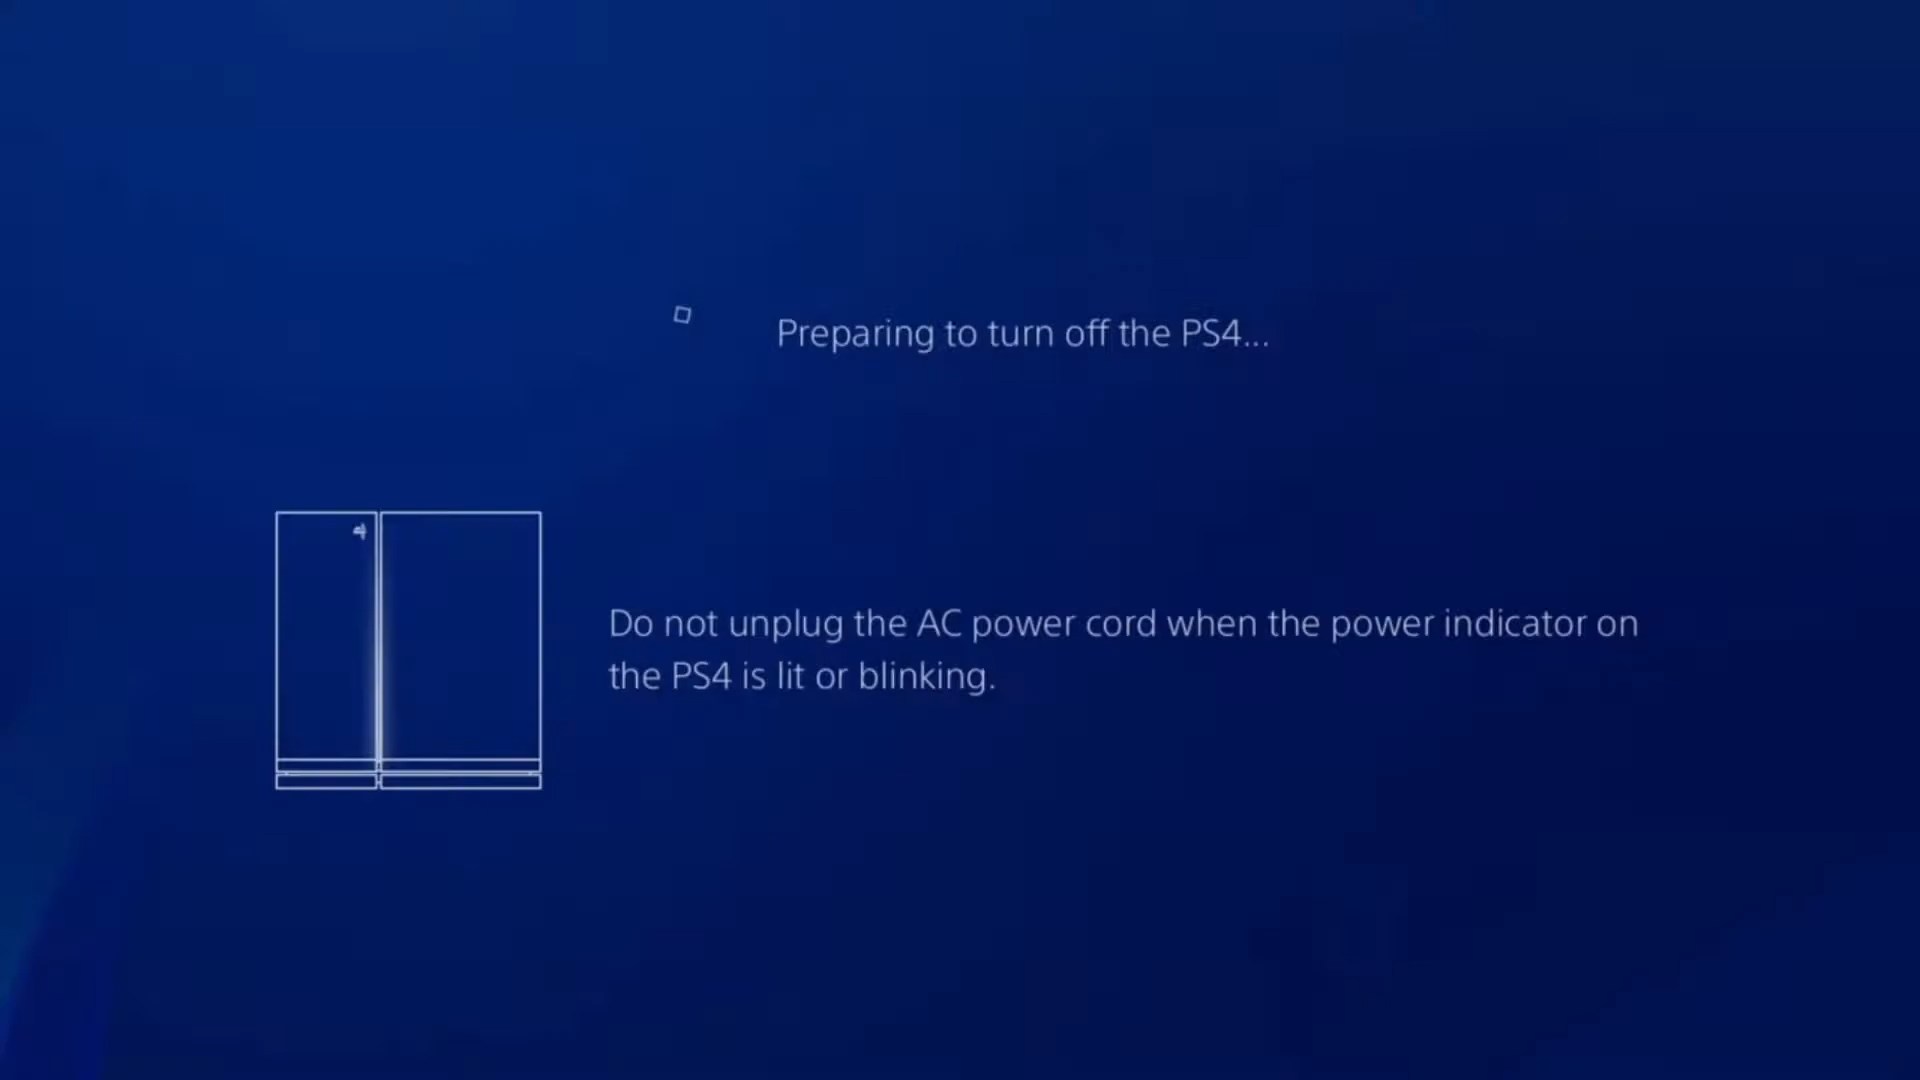 Preparing to turn off the PS4...
Do not unplug the AC power cord when the power indicator on
the PS4 is lit or blinking.